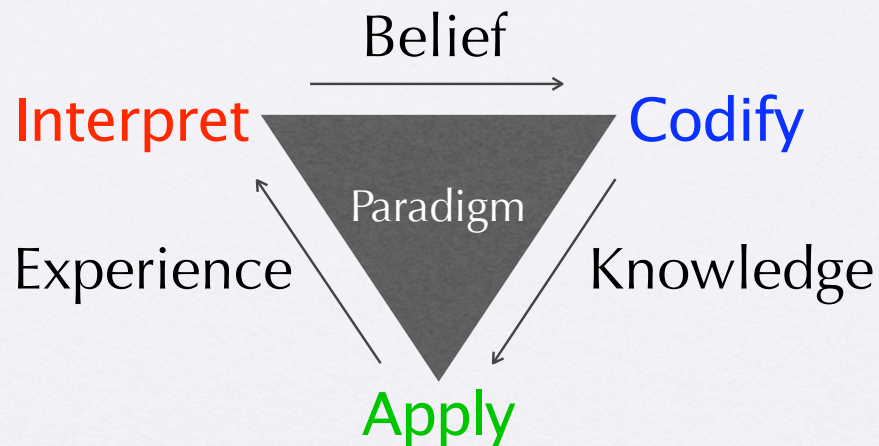 Belief
Interpret
Codify
Paradigm
Experience
Knowledge
Apply